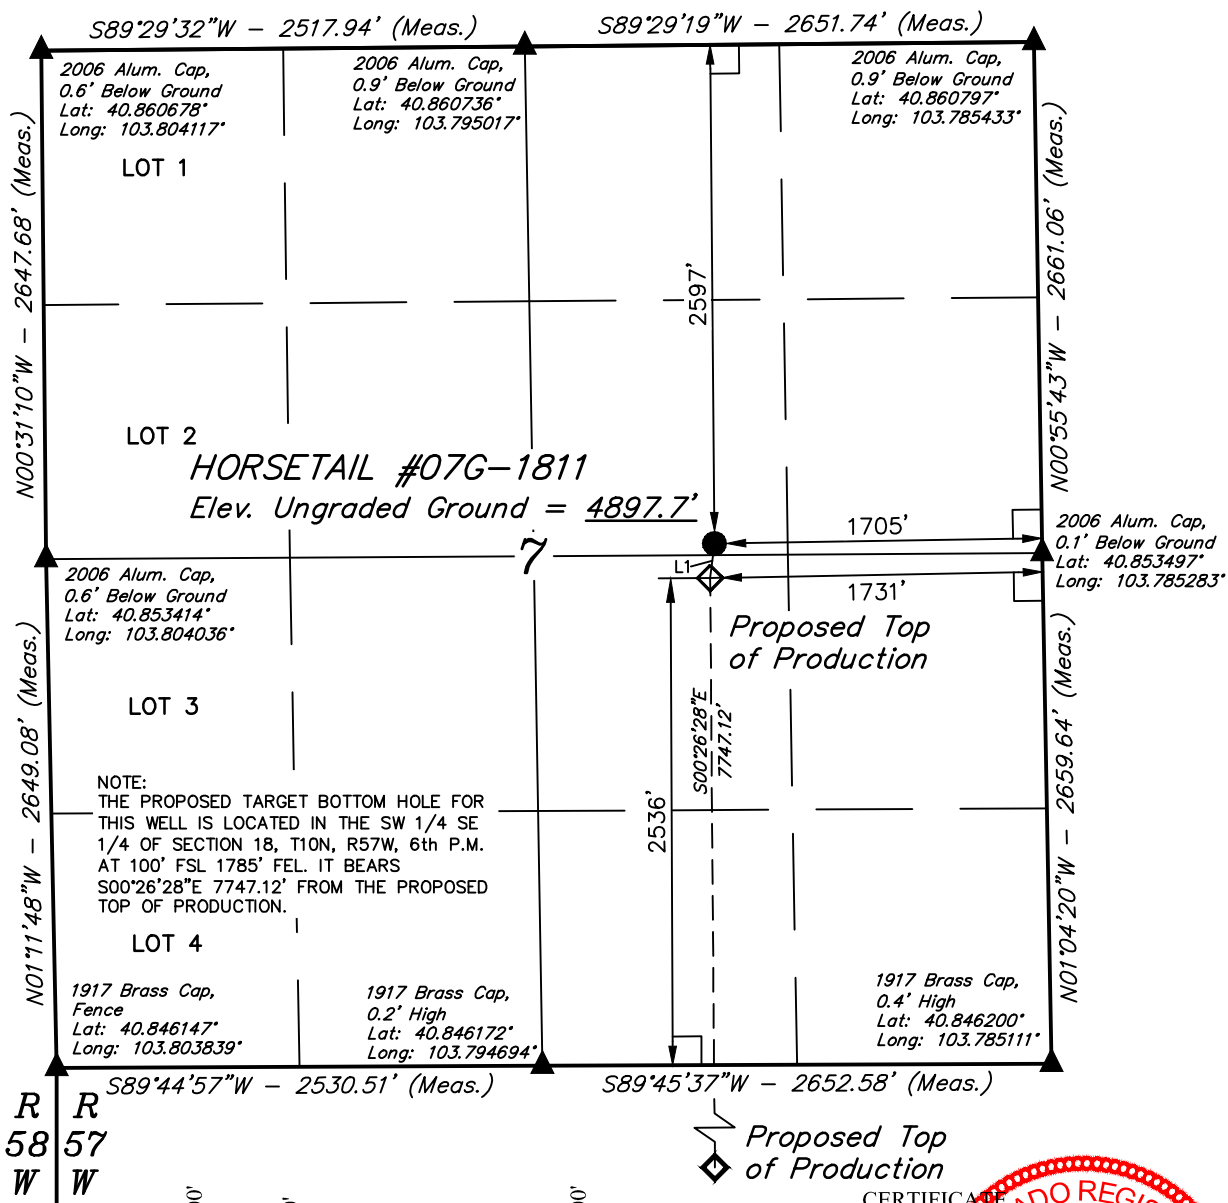 S89°29'32"W – 2517.94' (Meas.)
S89°29'19"W – 2651.74' (Meas.)
2006 Alum. Cap,
0.6' Below Ground
Lat: 40.860678°
Long: 103.804117°
2006 Alum. Cap,
0.9' Below Ground
Lat: 40.860736°
Long: 103.795017°
2006 Alum. Cap,
0.9' Below Ground
Lat: 40.860797°
Long: 103.785433°
LOT 1
N00°31'10"W – 2647.68' (Meas.)
N00°55'43"W – 2661.06' (Meas.)
2597'
LOT 2
HORSETAIL #07G–1811
Elev. Ungraded Ground = 4897.7'
7
1705'
2006 Alum. Cap,
0.1' Below Ground
Lat: 40.853497°
Long: 103.785283°
L1
1731'
2006 Alum. Cap,
0.6' Below Ground
Lat: 40.853414°
Long: 103.804036°
Proposed Top
of Production
LOT 3
N01°11'48"W – 2649.08' (Meas.)
N01°04'20"W – 2659.64' (Meas.)
S00°26'28"E
7747.12'
2536'
NOTE:
THE PROPOSED TARGET BOTTOM HOLE FOR
THIS WELL IS LOCATED IN THE SW 1/4 SE
1/4 OF SECTION 18, T10N, R57W, 6th P.M.
AT 100' FSL 1785' FEL. IT BEARS
S00°26'28"E 7747.12' FROM THE PROPOSED
TOP OF PRODUCTION.
LOT 4
1917 Brass Cap,
Fence
Lat: 40.846147°
Long: 103.803839°
1917 Brass Cap,
0.2' High
Lat: 40.846172°
Long: 103.794694°
1917 Brass Cap,
0.4' High
Lat: 40.846200°
Long: 103.785111°
S89°44'57"W – 2530.51' (Meas.)
S89°45'37"W – 2652.58' (Meas.)
R R
58 57
W W
Proposed Top
of Production
CERTIFICATE